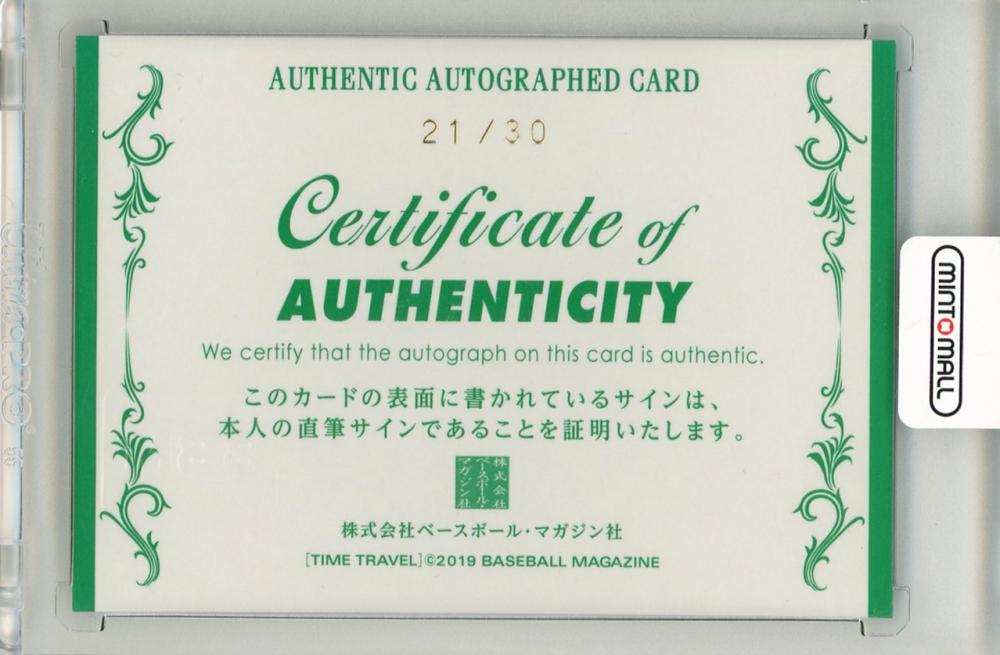 AUTHENTIC AUTOGRAPHED CARD
21/30
Certificate of
AUTHENTICITY
We certify that the autograph on this card is authentic.
このカードの表面に書かれているサインは、
本人の直筆サインであることを証明いたします。
株式会社
ベースボール・
マガジン社
株式会社ベースボール・マガジン社
[TIME TRAVEL]©2019 BASEBALL MAGAZINE
MINTMALL